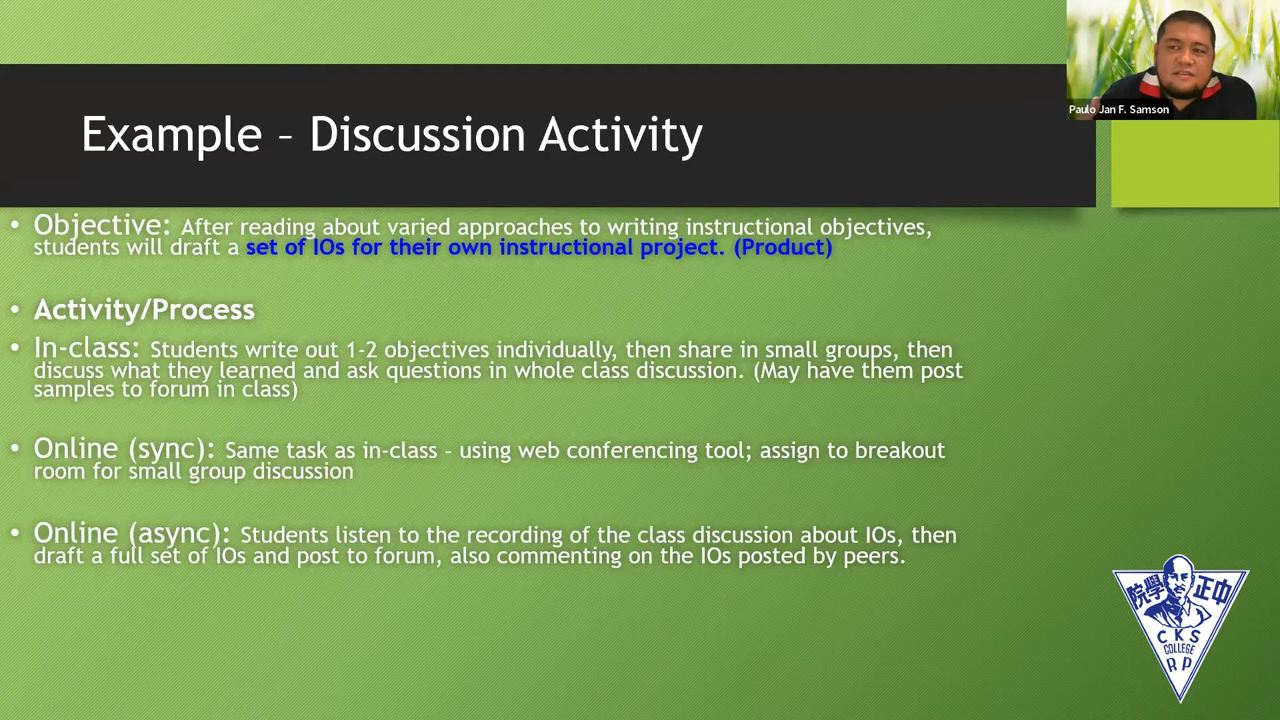 Paulo Jan F. Samson
Example – Discussion Activity
• Objective: After reading about varied approaches to writing instructional objectives,
students will draft a set of IOs for their own instructional project. (Product)
• Activity/Process
• In-class: Students write out 1-2 objectives individually, then share in small groups, then
discuss what they learned and ask questions in whole class discussion. (May have them post
samples to forum in class)
• Online (sync): Same task as in-class – using web conferencing tool; assign to breakout
room for small group discussion
• Online (async): Students listen to the recording of the class discussion about IOs, then
draft a full set of IOs and post to forum, also commenting on the IOs posted by peers.
院學 正中
CKS
COLLEGE
RP